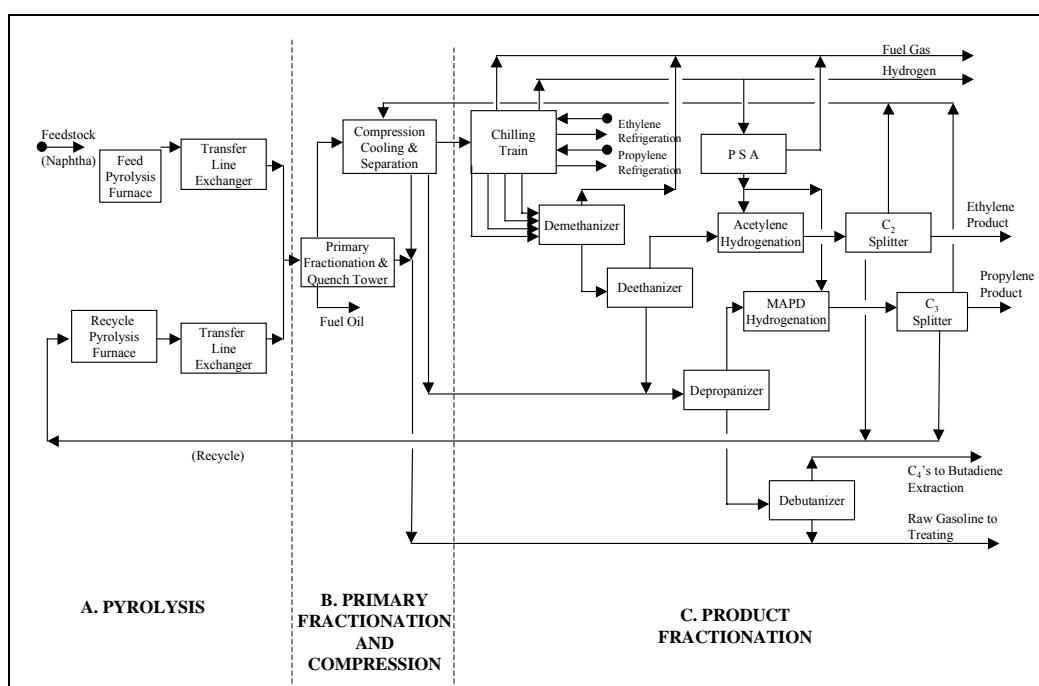 Fuel Gas
Hydrogen
Feedstock
(Naphtha)
Feed
Pyrolysis
Furnace
Transfer
Line
Exchanger
Compression
Cooling &
Separation
Chilling
Train
Ethylene
Refrigeration
Propylene
Refrigeration
P S A
Demethanizer
Acetylene
Hydrogenation
C2
Splitter
Ethylene
Product
Primary
Fractionation &
Quench Tower
Fuel Oil
Deethanizer
MAPD
Hydrogenation
C3
Splitter
Propylene
Product
Recycle
Pyrolysis
Furnace
Transfer
Line
Exchanger
Depropanizer
(Recycle)
Debutanizer
C4's to Butadiene
Extraction
Raw Gasoline to
Treating
A. PYROLYSIS
B. PRIMARY
FRACTIONATION
AND
COMPRESSION
C. PRODUCT
FRACTIONATION